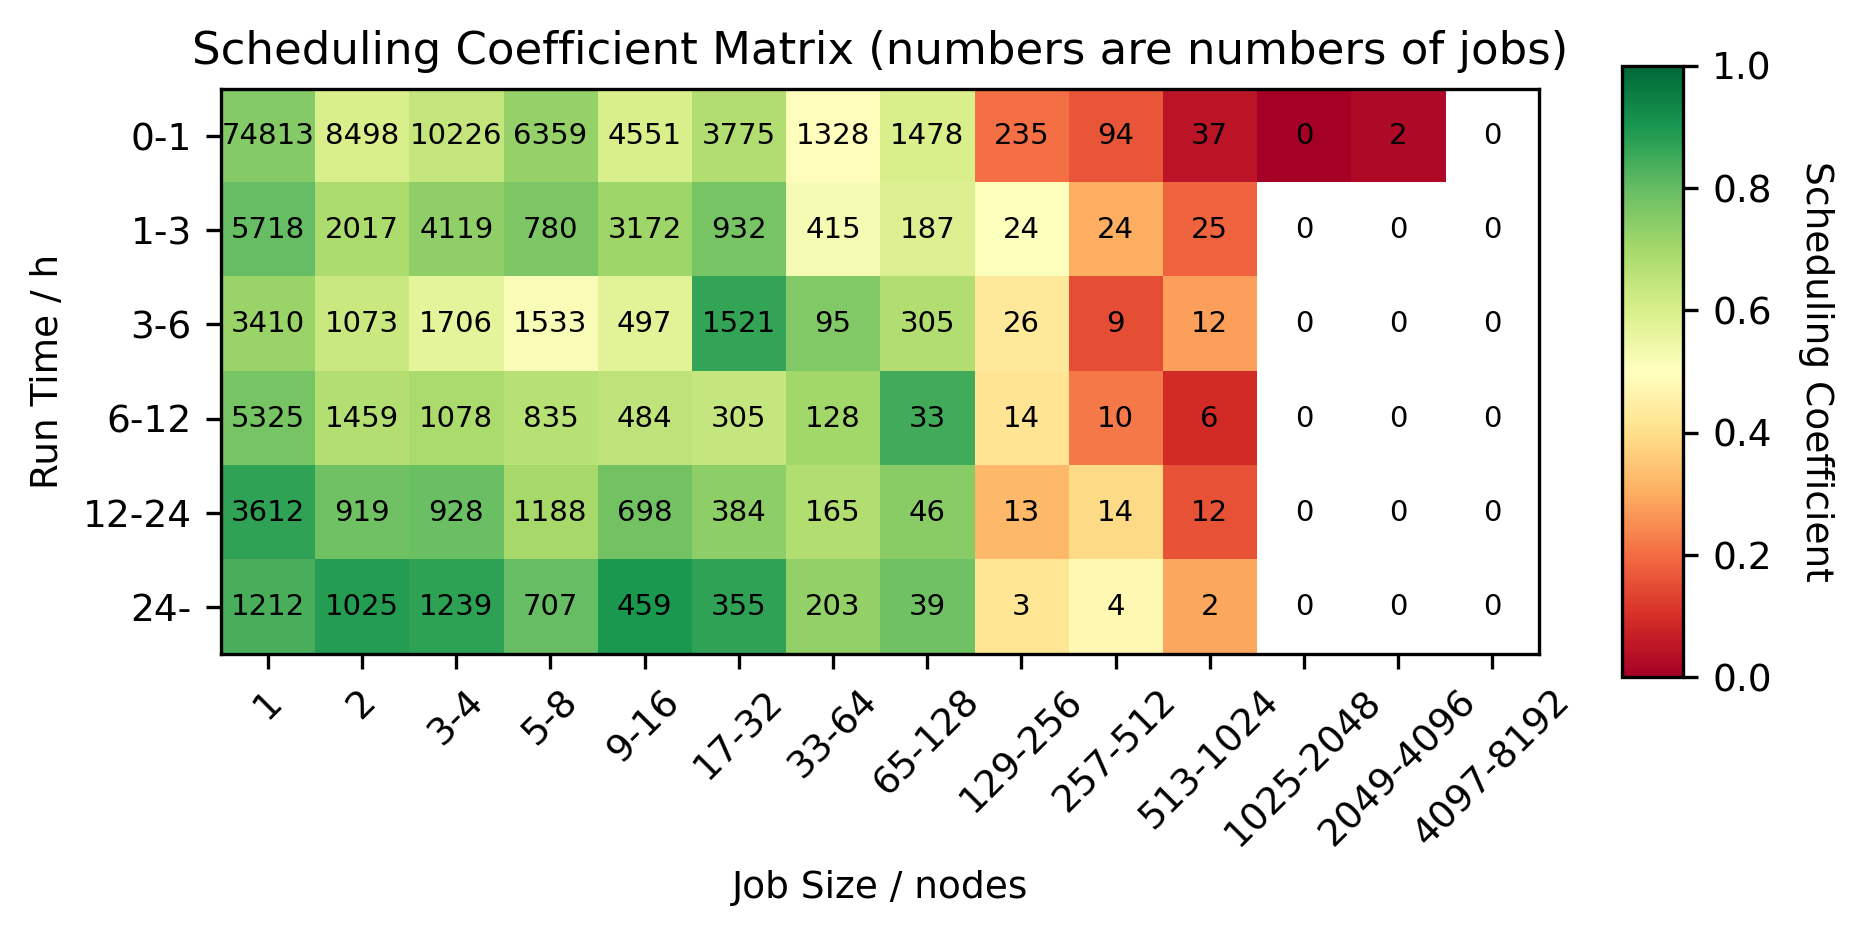 Scheduling Coefficient Matrix (numbers are numbers of jobs)
0-1 74813 8498 10226 6359 4551 3775 1328 1478 235 94 37 0 2 0
1-3 5718 2017 4119 780 3172 932 415 187 24 24 25 0 0 0
3-6 3410 1073 1706 1533 497 1521 95 305 26 9 12 0 0 0
6-12 5325 1459 1078 835 484 305 128 33 14 10 6 0 0 0
12-24 3612 919 928 1188 698 384 165 46 13 14 12 0 0 0
24- 1212 1025 1239 707 459 355 203 39 3 4 2 0 0 0
Run Time / h
1 2 3-4 5-8 9-16 17-32 33-64 65-128 129-256 257-512 513-1024 1025-2048 2049-4096 4097-8192
Job Size / nodes
1.0
0.8
0.6
0.4
0.2
0.0
Scheduling Coefficient